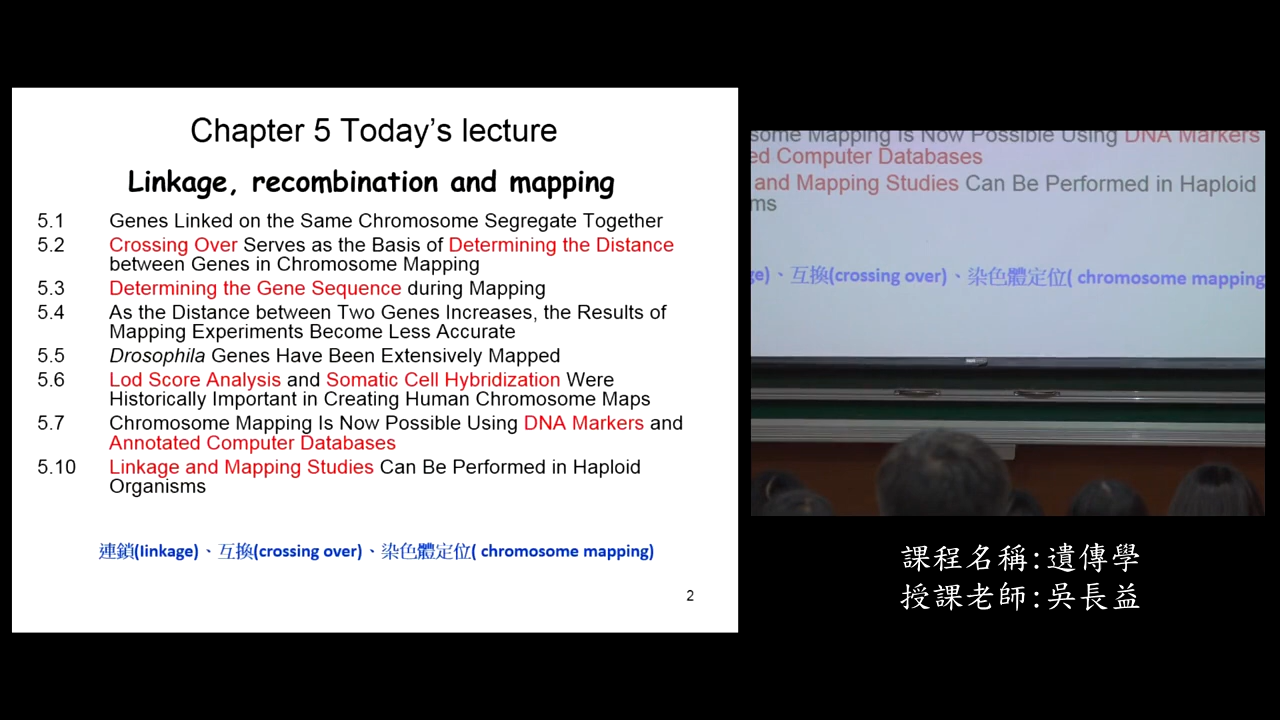 Chapter 5 Today's lecture
Linkage, recombination and mapping
5.1 Genes Linked on the Same Chromosome Segregate Together
5.2 Crossing Over Serves as the Basis of Determining the Distance
between Genes in Chromosome Mapping
5.3 Determining the Gene Sequence during Mapping
5.4 As the Distance between Two Genes Increases, the Results of
Mapping Experiments Become Less Accurate
5.5 Drosophila Genes Have Been Extensively Mapped
5.6 Lod Score Analysis and Somatic Cell Hybridization Were
Historically Important in Creating Human Chromosome Maps
5.7 Chromosome Mapping Is Now Possible Using DNA Markers and
Annotated Computer Databases
5.10 Linkage and Mapping Studies Can Be Performed in Haploid
Organisms
連鎖(linkage)、互換(crossing over)、染色體定位( chromosome mapping)
2
some Mapping Is Now Possible Using DNA Markers
ed Computer Databases
and Mapping Studies Can Be Performed in Haploid
ms
ge)、互換(crossing over)、染色體定位( chromosome mapping
課程名稱:遺傳學
授課老師:吳長益